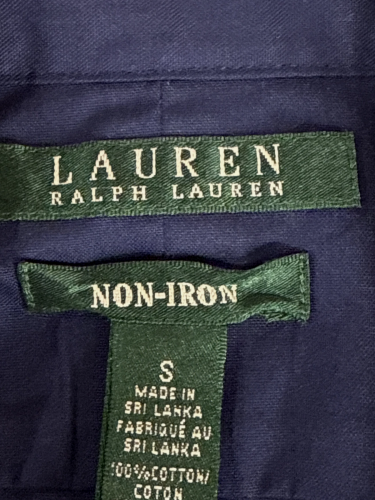 LAUREN
RALPH LAUREN
NON-IRON
S
MADE IN
SRI LANKA
FABRIQUÉ AU
SRI LANKA
100%COTTON/
COTON